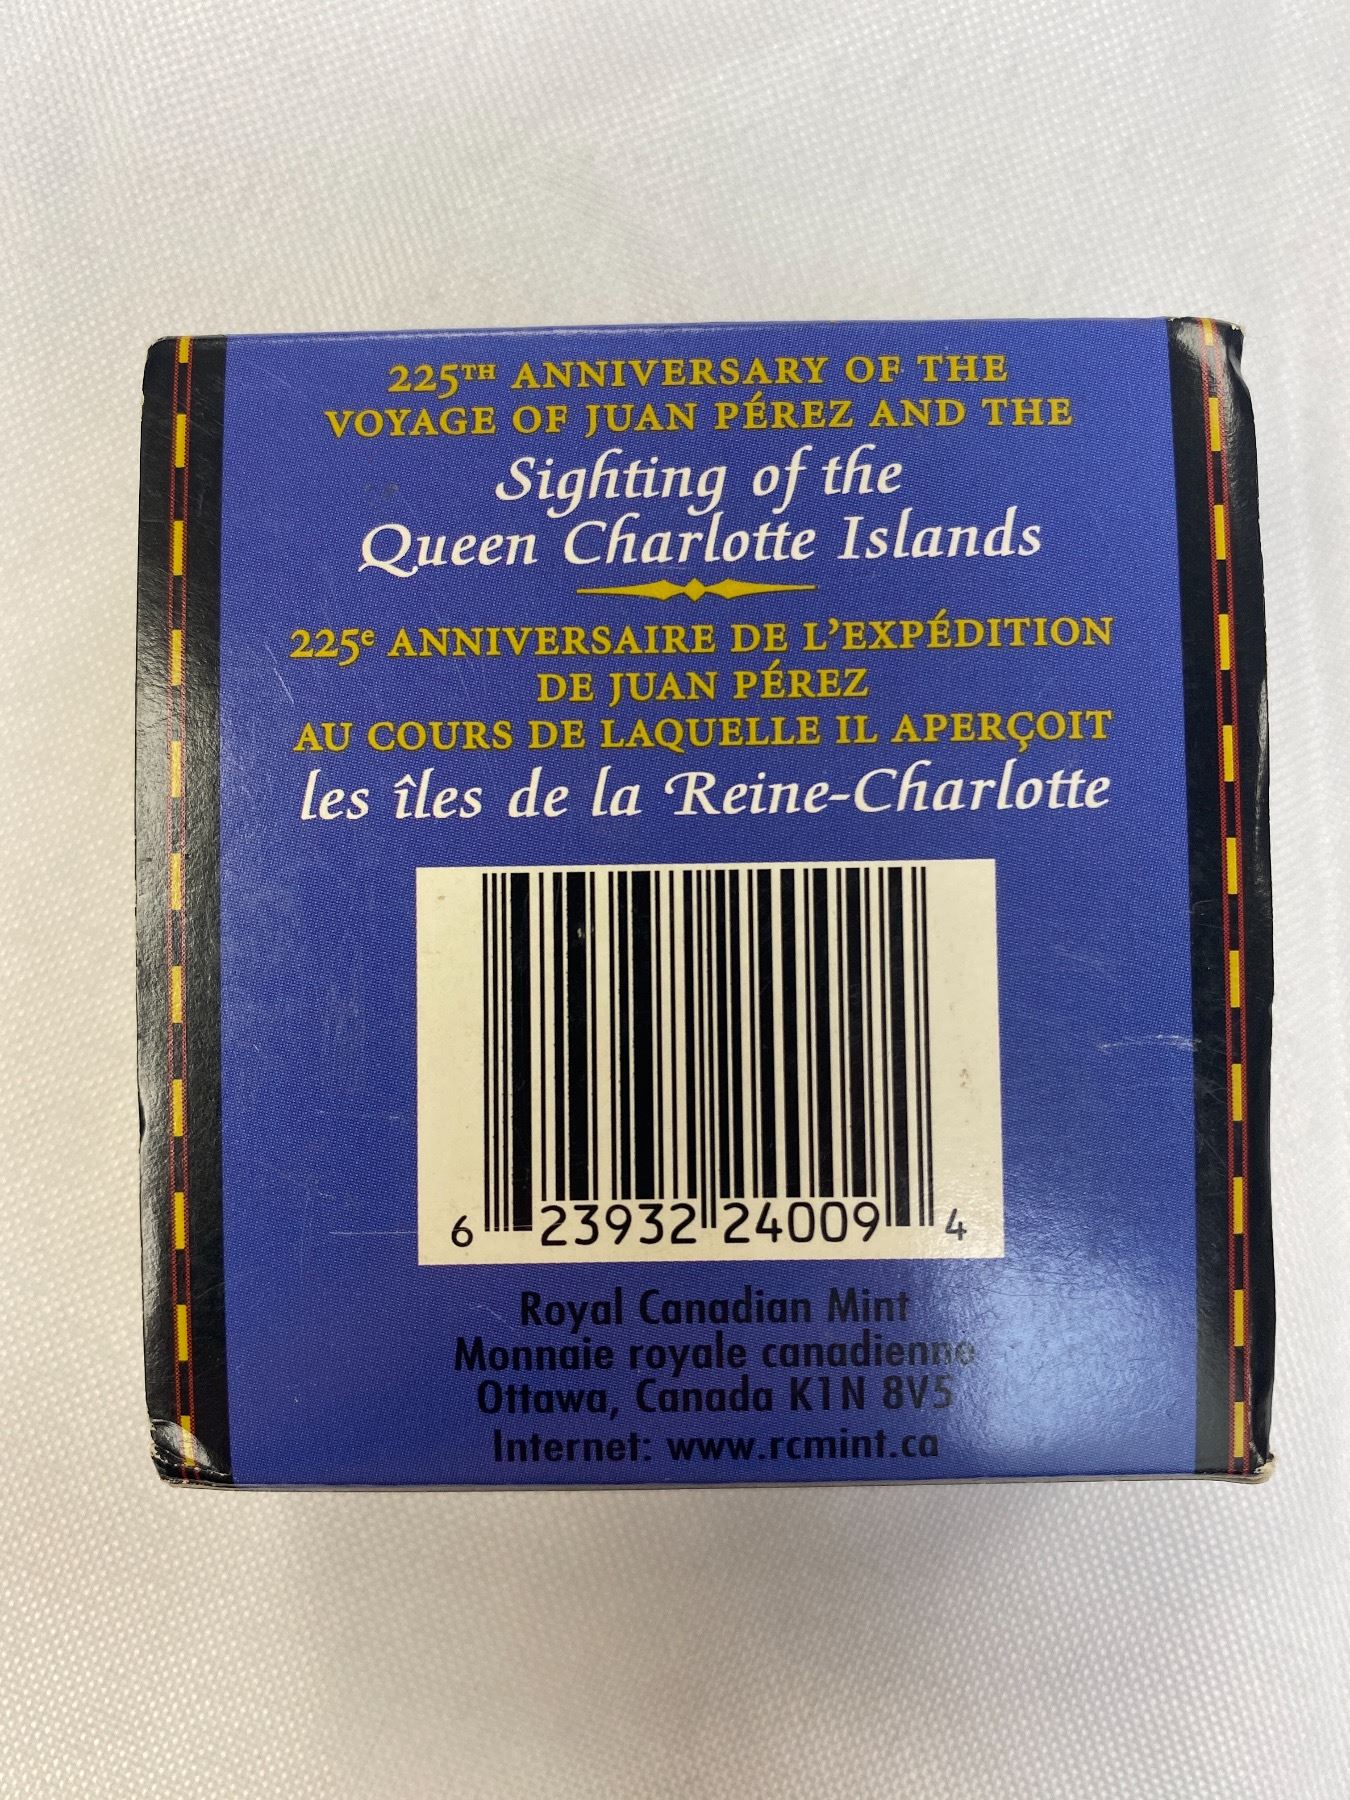 225TH ANNIVERSARY OF THE
VOYAGE OF JUAN PÉREZ AND THE
Sighting of the
Queen Charlotte Islands
225e ANNIVERSAIRE DE L'EXPÉDITION
DE JUAN PÉREZ
AU COURS DE LAQUELLE IL APERÇOIT
les îles de la Reine-Charlotte
6 23932 24009 4
Royal Canadian Mint
Monnaie royale canadienne
Ottawa, Canada K1N 8V5
Internet: www.rcmint.ca